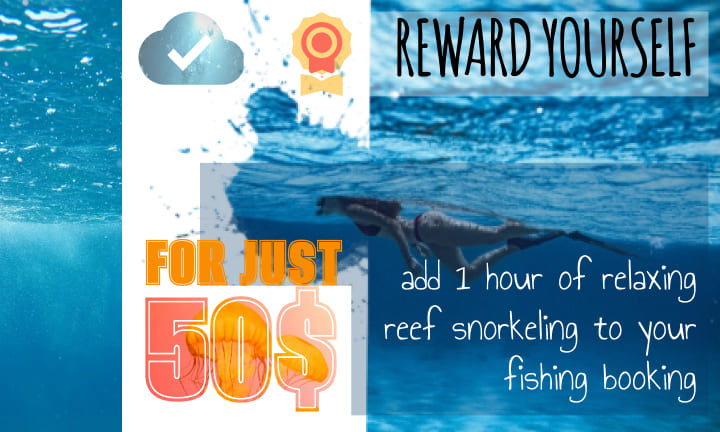 REWARD YOURSELF
FOR JUST
50$
add 1 hour of relaxing
reef snorkeling to your
fishing booking